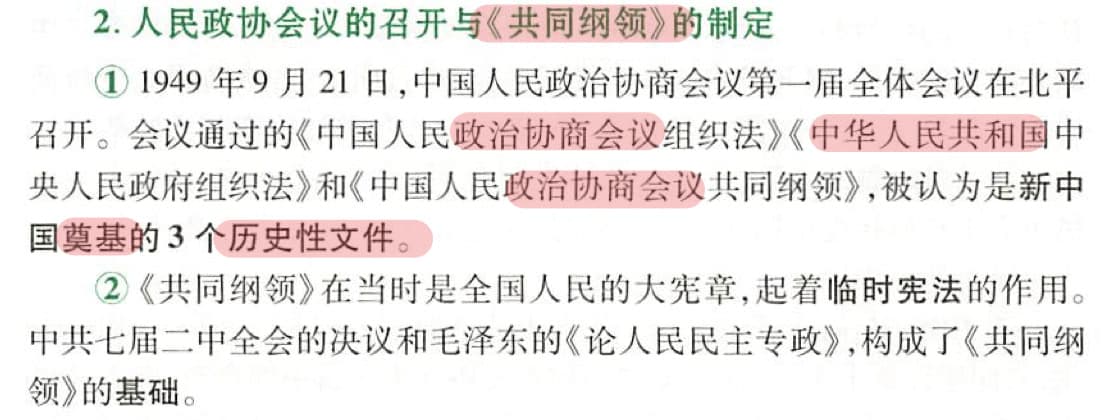 2. 人民政协会议的召开与《共同纲领》的制定
① 1949 年 9 月 21 日,中国人民政治协商会议第一届全体会议在北平
召开。会议通过的《中国人民政治协商会议组织法》《中华人民共和国中
央人民政府组织法》和《中国人民政治协商会议共同纲领》,被认为是新中
国奠基的 3 个历史性文件。
②《共同纲领》在当时是全国人民的大宪章,起着临时宪法的作用。
中共七届二中全会的决议和毛泽东的《论人民民主专政》,构成了《共同纲
领》的基础。